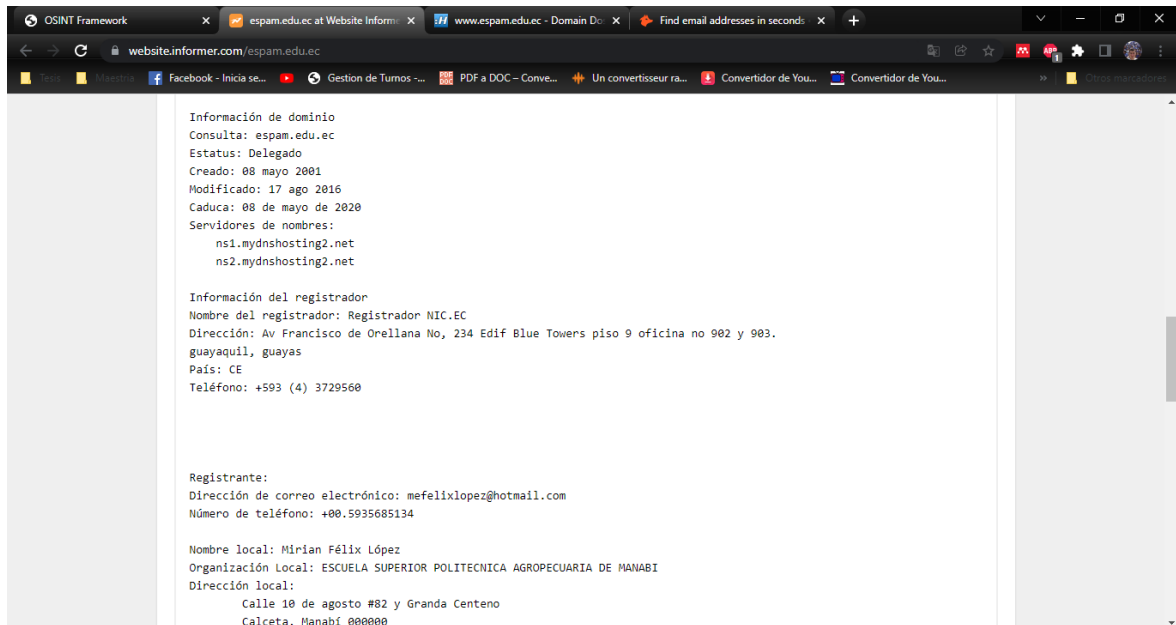 OSINT Framework
espam.edu.ec at Website Informe
www.espam.edu.ec - Domain Do
Find email addresses in seconds
website.informer.com/espam.edu.ec
ABP
1
Tesis
Maestria
Facebook - Inicia se...
Gestion de Turnos -...
PDF
DOC
PDF a DOC – Conve...
Un convertisseur ra...
Convertidor de You...
Convertidor de You...
»
Otros marcadores
Información de dominio
Consulta: espam.edu.ec
Estatus: Delegado
Creado: 08 mayo 2001
Modificado: 17 ago 2016
Caduca: 08 de mayo de 2020
Servidores de nombres:
ns1.mydnshosting2.net
ns2.mydnshosting2.net
Información del registrador
Nombre del registrador: Registrador NIC.EC
Dirección: Av Francisco de Orellana No, 234 Edif Blue Towers piso 9 oficina no 902 y 903.
guayaquil, guayas
País: CE
Teléfono: +593 (4) 3729560
Registrante:
Dirección de correo electrónico: mefelixlopez@hotmail.com
Número de teléfono: +00.5935685134
Nombre local: Mirian Félix López
Organización Local: ESCUELA SUPERIOR POLITECNICA AGROPECUARIA DE MANABI
Dirección local:
Calle 10 de agosto #82 y Granda Centeno
Calceta, Manabí 000000